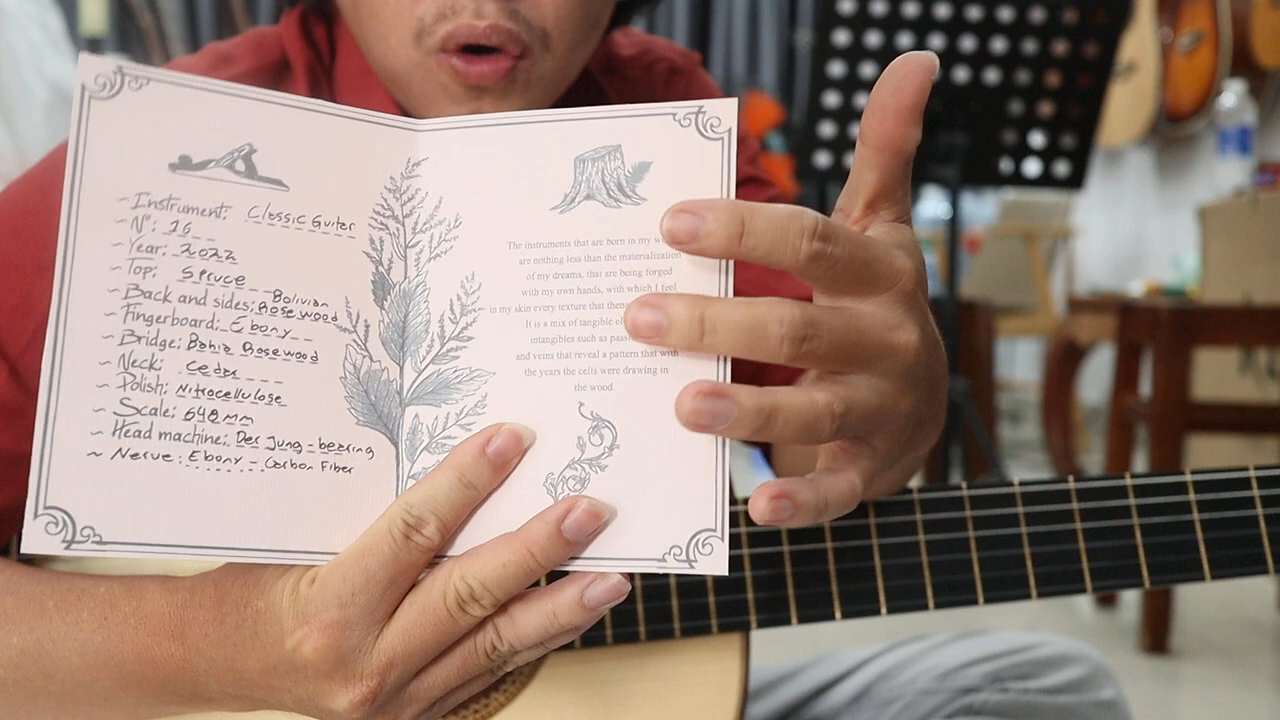 ~ Instrument: Classic Guitar
~ Nº: 16
~ Year: 2022
~ Top: Spruce
~ Back and sides: Bolivian Rosewood
~ Fingerboard: Ebony
~ Bridge: Bahia Rosewood
~ Neck: Cedar
~ Polish: Nitrocellulose
~ Scale: 640mm
~ Head machine: Der Jung - bearing
~ Nerve: Ebony - Carbon Fiber
The instruments that are born in my
are nothing less than the materialization
of my dreams, that are being forged
with my own hands, with which I feel
in my skin every texture that
It is a mix of tangible
intangibles such as
and veins that reveal a pattern that with
the years the cells were drawing in
the wood.